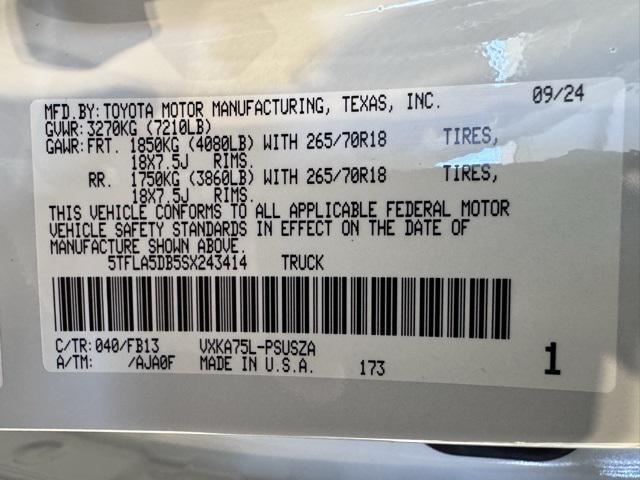 MFD.BY: TOYOTA MOTOR MANUFACTURING, TEXAS, INC. 09/24
GVWR: 3270KG (7210LB)
GAWR: FRT. 1850KG (4080LB) WITH 265/70R18 TIRES,
18X7.5J RIMS.
RR. 1750KG (3860LB) WITH 265/70R18 TIRES,
18X7.5J RIMS.
THIS VEHICLE CONFORMS TO ALL APPLICABLE FEDERAL MOTOR
VEHICLE SAFETY STANDARDS IN EFFECT ON THE DATE OF
MANUFACTURE SHOWN ABOVE.
5TFLA5DB5SX243414 TRUCK
C/TR: 040/FB13 VXKA75L-PSUSZA
A/TM: /AJA0F MADE IN U.S.A. 173 1